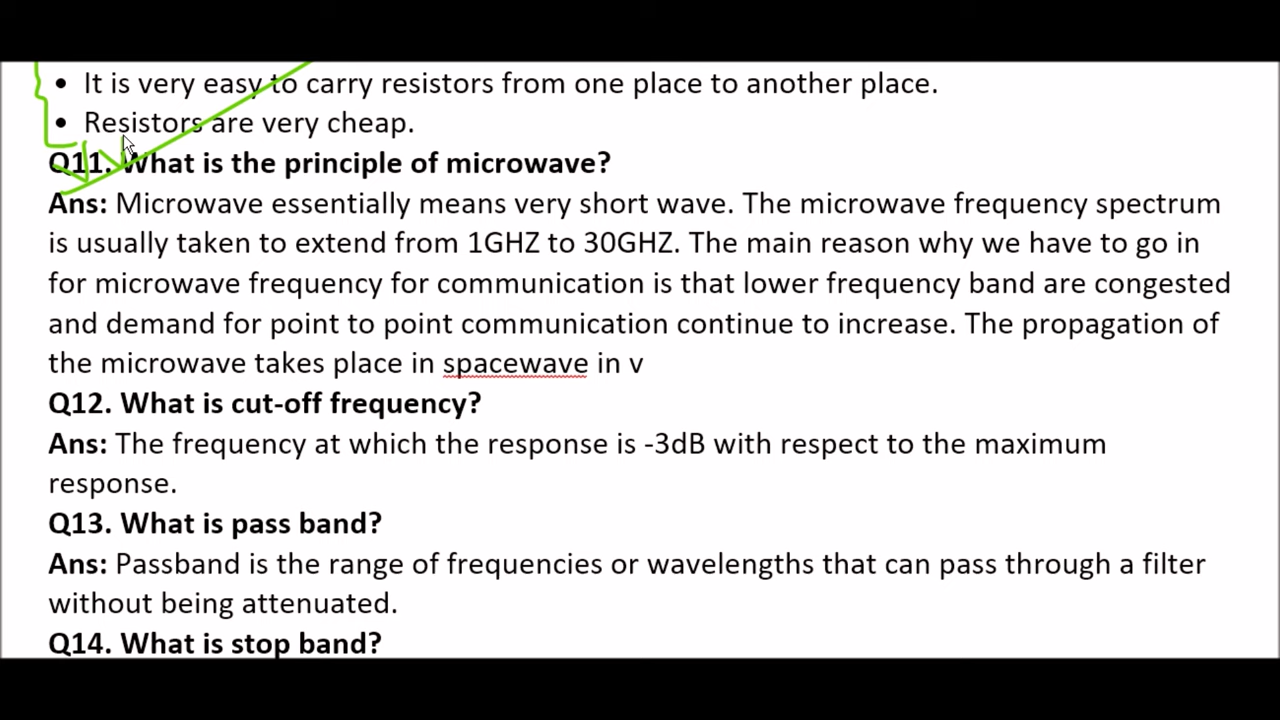 • It is very easy to carry resistors from one place to another place.
• Resistors are very cheap.
Q11. What is the principle of microwave?
Ans: Microwave essentially means very short wave. The microwave frequency spectrum
is usually taken to extend from 1GHZ to 30GHZ. The main reason why we have to go in
for microwave frequency for communication is that lower frequency band are congested
and demand for point to point communication continue to increase. The propagation of
the microwave takes place in spacewave in v
Q12. What is cut-off frequency?
Ans: The frequency at which the response is -3dB with respect to the maximum
response.
Q13. What is pass band?
Ans: Passband is the range of frequencies or wavelengths that can pass through a filter
without being attenuated.
Q14. What is stop band?